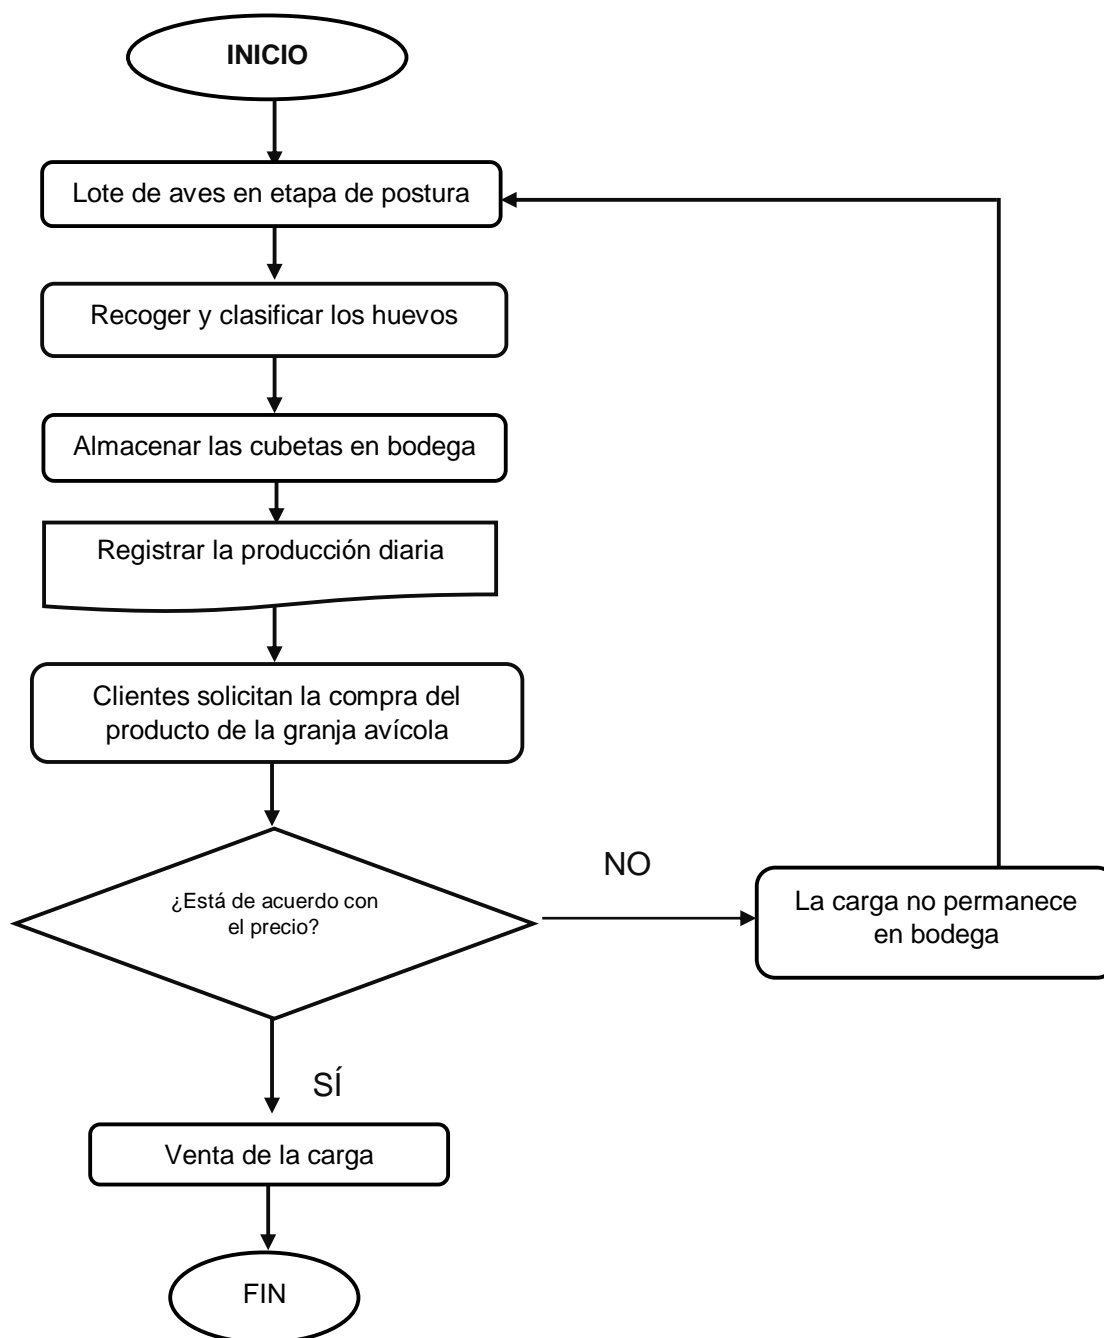 INICIO
Lote de aves en etapa de postura
Recoger y clasificar los huevos
Almacenar las cubetas en bodega
Registrar la producción diaria
Clientes solicitan la compra del
producto de la granja avícola
¿Está de acuerdo con
el precio?
NO
La carga no permanece
en bodega
SÍ
Venta de la carga
FIN